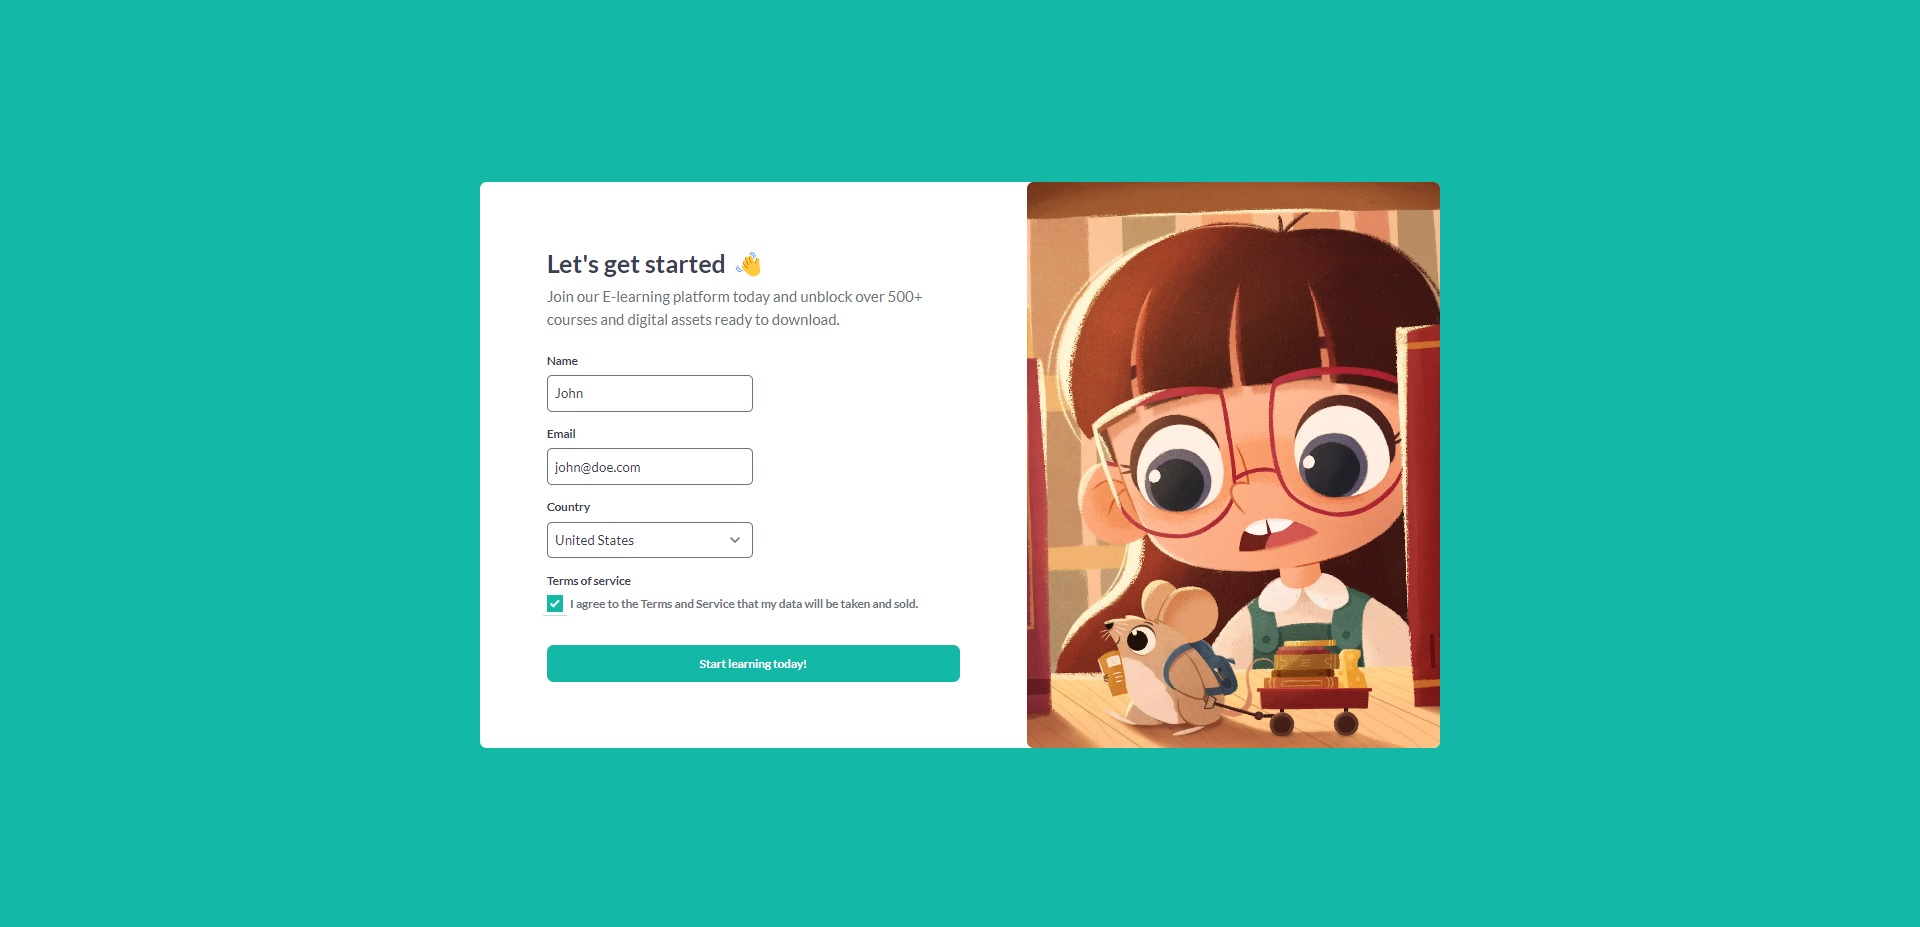 Let's get started 👋
Join our E-learning platform today and unblock over 500+
courses and digital assets ready to download.
Name
John
Email
john@doe.com
Country
United States
Terms of service
I agree to the Terms and Service that my data will be taken and sold.
Start learning today!